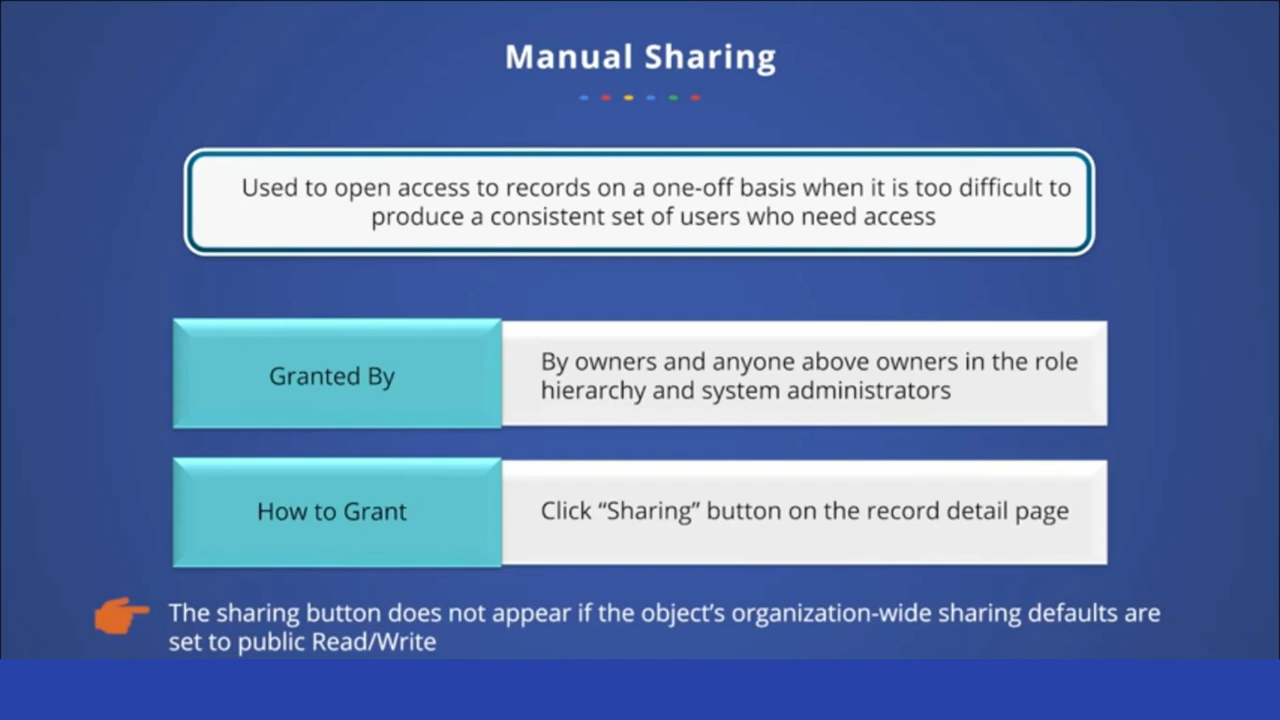 Manual Sharing
Used to open access to records on a one-off basis when it is too difficult to
produce a consistent set of users who need access
Granted By
By owners and anyone above owners in the role
hierarchy and system administrators
How to Grant
Click “Sharing” button on the record detail page
The sharing button does not appear if the object’s organization-wide sharing defaults are
set to public Read/Write